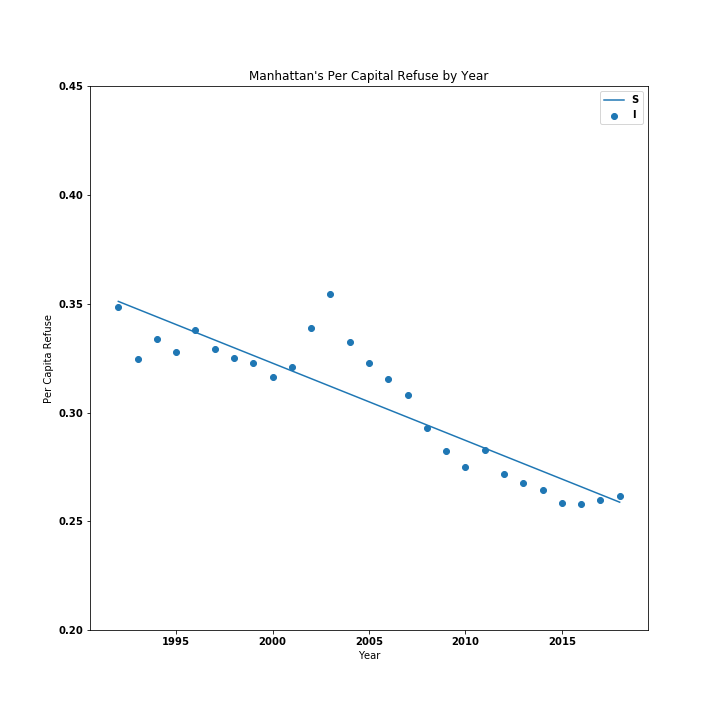 Manhattan's Per Capital Refuse by Year
S
I
0.45
0.40
0.35
0.30
0.25
0.20
Per Capita Refuse
1995 2000 2005 2010 2015
Year